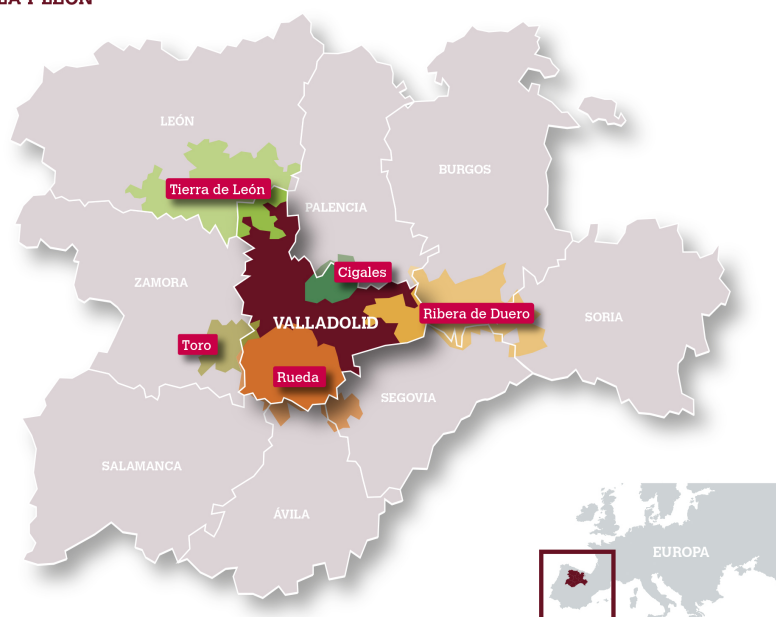 LEÓN
BURGOS
Tierra de León
PALENCIA
Cigales
ZAMORA
Ribera de Duero
SORIA
VALLADOLID
Toro
Rueda
SEGOVIA
SALAMANCA
ÁVILA
EUROPA